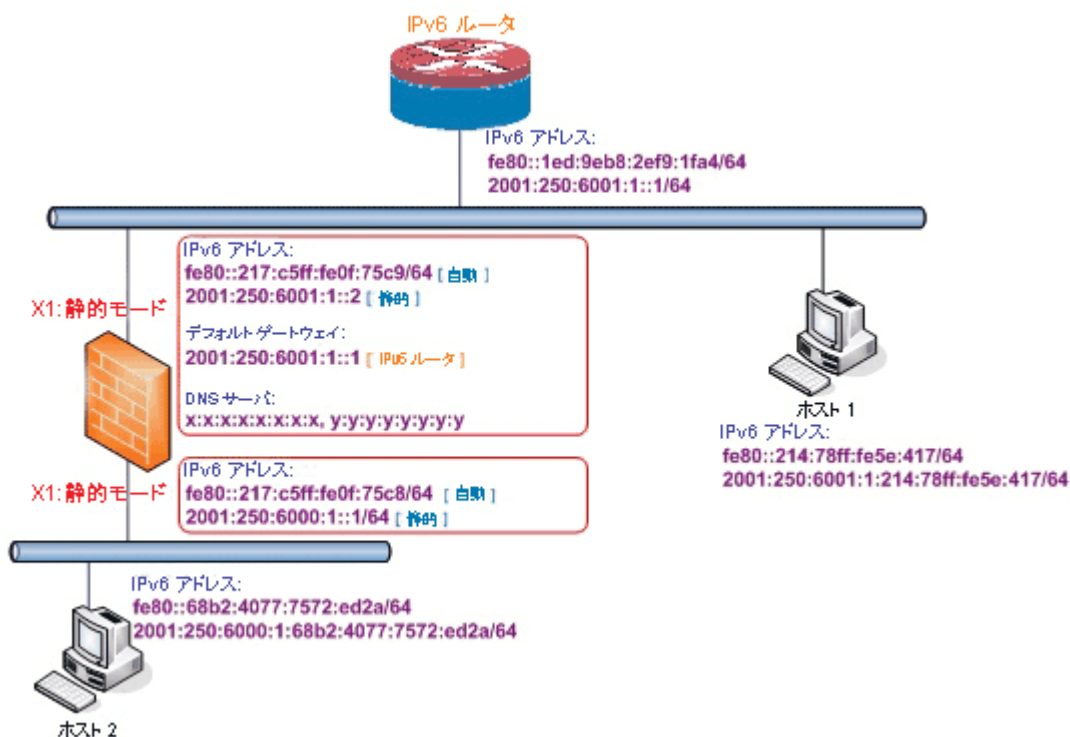 IPv6 ルータ
IPv6 アドレス:
fe80::1ed:9eb8:2ef9:1fa4/64
2001:250:6001:1::1/64
X1:静的モード
IPv6 アドレス:
fe80::217:c5ff:fe0f:75c9/64 [ 自動 ]
2001:250:6001:1::2 [ 静的 ]
デフォルトゲートウェイ:
2001:250:6001:1::1 [ IPv6 ルータ ]
DNS サーバ:
x:x:x:x:x:x:x:x, y:y:y:y:y:y:y:y
ホスト 1
IPv6 アドレス:
fe80::214:78ff:fe5e:417/64
2001:250:6001:1:214:78ff:fe5e:417/64
X1:静的モード
IPv6 アドレス:
fe80::217:c5ff:fe0f:75c8/64 [ 自動 ]
2001:250:6000:1::1/64 [ 静的 ]
IPv6 アドレス:
fe80::68b2:4077:7572:ed2a/64
2001:250:6000:1:68b2:4077:7572:ed2a/64
ホスト 2